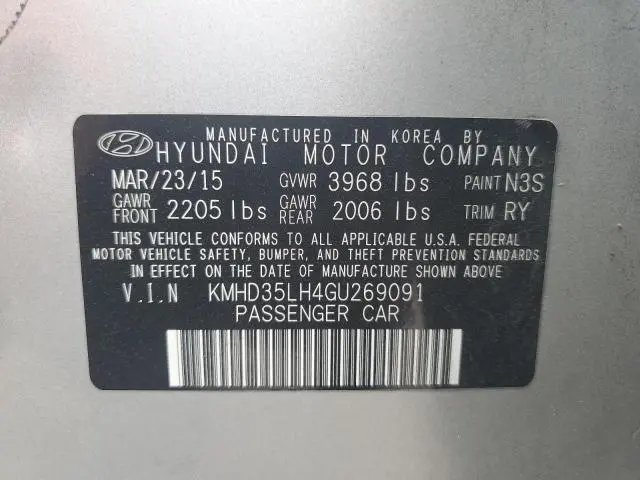 MANUFACTURED IN KOREA BY
HYUNDAI MOTOR COMPANY
MAR/23/15 GVWR 3968 lbs PAINT N3S
GAWR FRONT 2205 lbs GAWR REAR 2006 lbs TRIM RY
THIS VEHICLE CONFORMS TO ALL APPLICABLE U.S.A. FEDERAL
MOTOR VEHICLE SAFETY, BUMPER, AND THEFT PREVENTION STANDARDS
IN EFFECT ON THE DATE OF MANUFACTURE SHOWN ABOVE
V.I.N KMHD35LH4GU269091
PASSENGER CAR